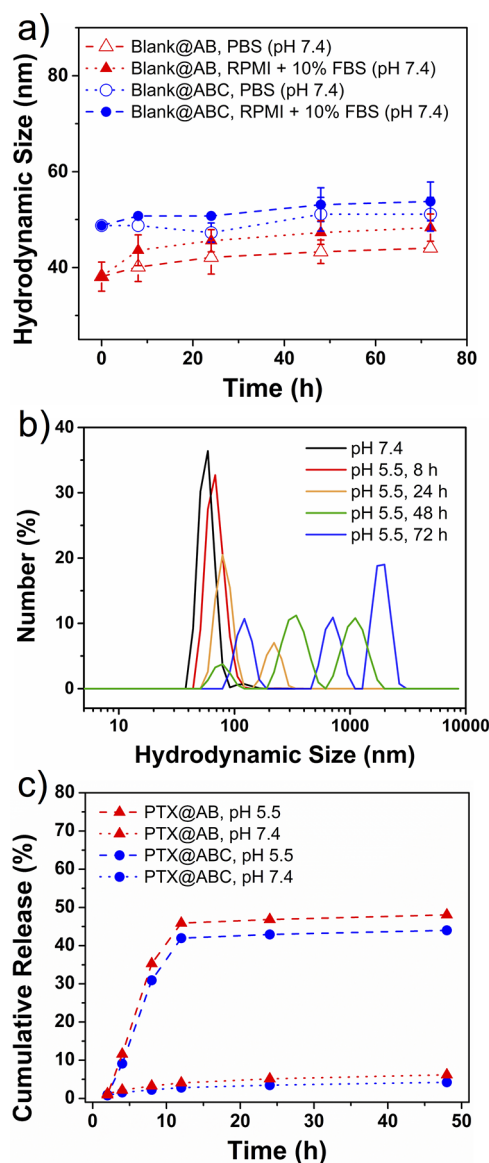 a)
Hydrodynamic Size (nm)
80
60
40
Blank@AB, PBS (pH 7.4)
Blank@AB, RPMI + 10% FBS (pH 7.4)
Blank@ABC, PBS (pH 7.4)
Blank@ABC, RPMI + 10% FBS (pH 7.4)
0 20 40 60 80
Time (h)
b)
Number (%)
40
30
20
10
0
pH 7.4
pH 5.5, 8 h
pH 5.5, 24 h
pH 5.5, 48 h
pH 5.5, 72 h
10 100 1000 10000
Hydrodynamic Size (nm)
c)
Cumulative Release (%)
80
70
60
50
40
30
20
10
0
PTX@AB, pH 5.5
PTX@AB, pH 7.4
PTX@ABC, pH 5.5
PTX@ABC, pH 7.4
0 10 20 30 40 50
Time (h)